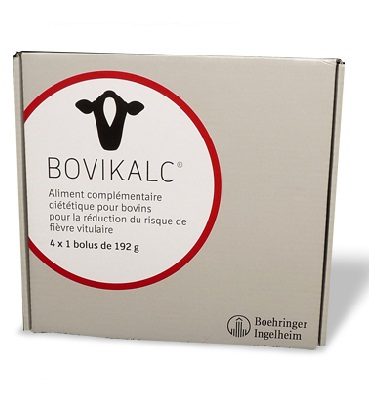 BOVIKALC®
Aliment complémentaire
ciététique pour bovins
pour la réduction du risque ce
fièvre vitulaire
4 x 1 bolus de 192 g
Boehringer
Ingelheim